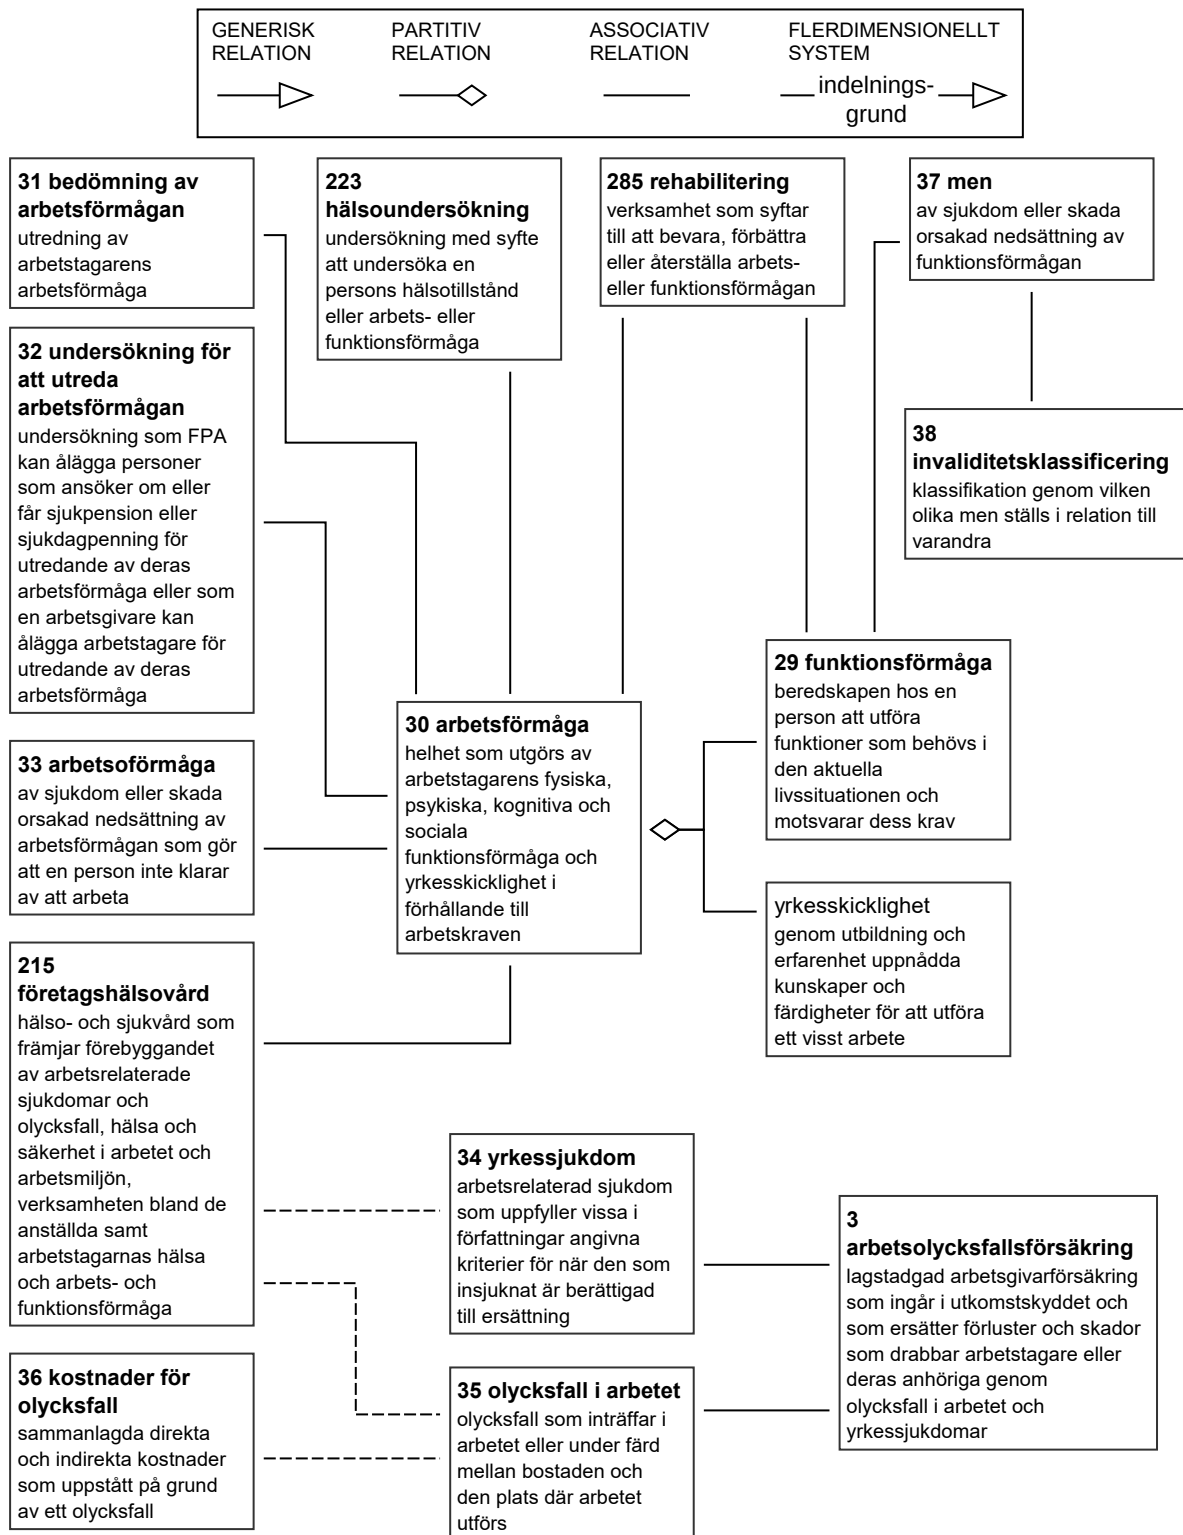 GENERISK
RELATION
PARTITIV
RELATION
ASSOCIATIV
RELATION
FLERDIMENSIONELLT
SYSTEM
indelnings-
grund
31 bedömning av
arbetsförmågan
utredning av
arbetstagarens
arbetsförmåga
223
hälsoundersökning
undersökning med syfte
att undersöka en
persons hälsotillstånd
eller arbets- eller
funktionsförmåga
285 rehabilitering
verksamhet som syftar
till att bevara, förbättra
eller återställa arbets-
eller funktionsförmågan
37 men
av sjukdom eller skada
orsakad nedsättning av
funktionsförmågan
32 undersökning för
att utreda
arbetsförmågan
undersökning som FPA
kan ålägga personer
som ansöker om eller
får sjukpension eller
sjukdagpenning för
utredande av deras
arbetsförmåga eller som
en arbetsgivare kan
ålägga arbetstagare för
utredande av deras
arbetsförmåga
38
invaliditetsklassificering
klassifikation genom vilken
olika men ställs i relation till
varandra
29 funktionsförmåga
beredskapen hos en
person att utföra
funktioner som behövs i
den aktuella
livssituationen och
motsvarar dess krav
30 arbetsförmåga
helhet som utgörs av
arbetstagarens fysiska,
psykiska, kognitiva och
sociala
funktionsförmåga och
yrkesskicklighet i
förhållande till
arbetskraven
33 arbetsoförmåga
av sjukdom eller skada
orsakad nedsättning av
arbetsförmågan som gör
att en person inte klarar
av att arbeta
yrkesskicklighet
genom utbildning och
erfarenhet uppnådda
kunskaper och
färdigheter för att utföra
ett visst arbete
215
företagshälsovård
hälso- och sjukvård som
främjar förebyggandet
av arbetsrelaterade
sjukdomar och
olycksfall, hälsa och
säkerhet i arbetet och
arbetsmiljön,
verksamheten bland de
anställda samt
arbetstagarnas hälsa
och arbets- och
funktionsförmåga
34 yrkessjukdom
arbetsrelaterad sjukdom
som uppfyller vissa i
författningar angivna
kriterier för när den som
insjuknat är berättigad
till ersättning
3
arbetsolycksfallsförsäkring
lagstadgad arbetsgivarförsäkring
som ingår i utkomstskyddet och
som ersätter förluster och skador
som drabbar arbetstagare eller
deras anhöriga genom
olycksfall i arbetet och
yrkessjukdomar
36 kostnader för
olycksfall
sammanlagda direkta
och indirekta kostnader
som uppstått på grund
av ett olycksfall
35 olycksfall i arbetet
olycksfall som inträffar i
arbetet eller under färd
mellan bostaden och
den plats där arbetet
utförs